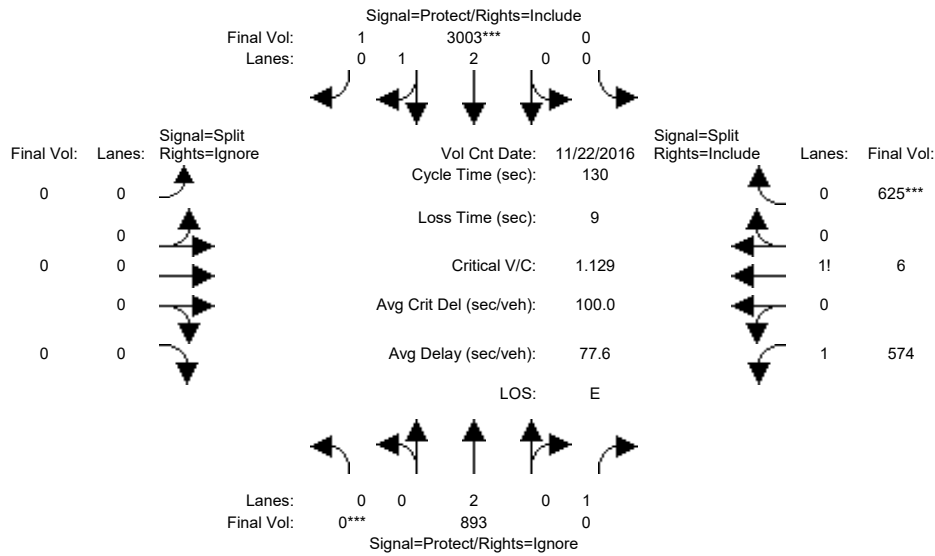 Signal=Protect/Rights=Include
Final Vol: 1 3003*** 0
Lanes: 0 1 2 0 0
Signal=Split
Rights=Ignore
Final Vol: Lanes:
Vol Cnt Date: 11/22/2016
Signal=Split
Rights=Include
Lanes: Final Vol:
Cycle Time (sec): 130
0 0
0 625***
Loss Time (sec): 9
0
0
0 0
Critical V/C: 1.129
1! 6
0
Avg Crit Del (sec/veh): 100.0
0
0 0
Avg Delay (sec/veh): 77.6
1 574
LOS: E
Lanes: 0 0 2 0 1
Final Vol: 0*** 893 0
Signal=Protect/Rights=Ignore